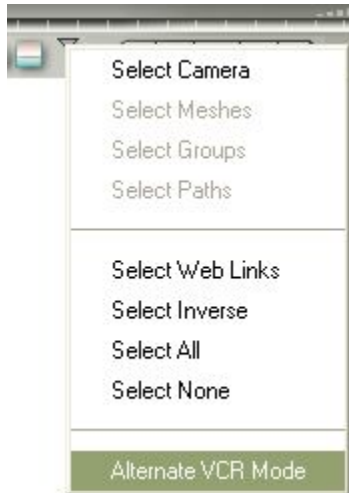 Select Camera
Select Meshes
Select Groups
Select Paths
Select Web Links
Select Inverse
Select All
Select None
Alternate VCR Mode